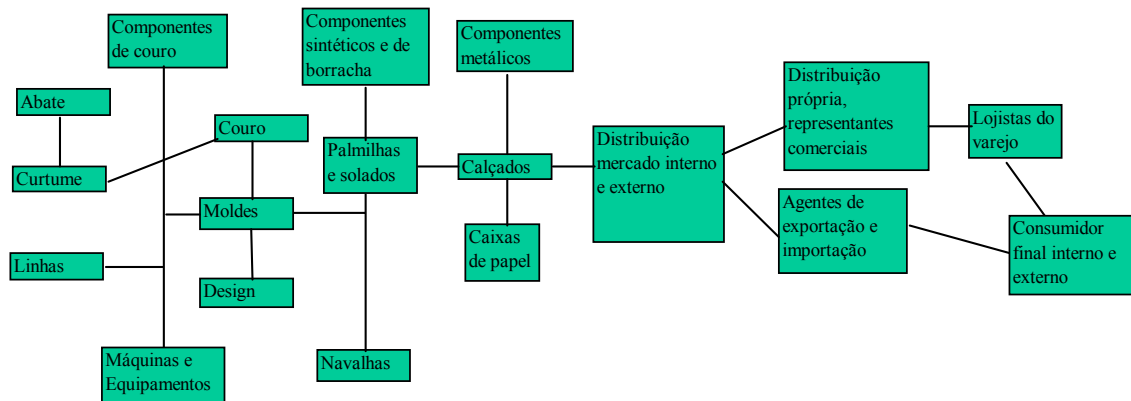 Componentes
de couro
Componentes
sintéticos e de
borracha
Componentes
metálicos
Abate
Couro
Curtume
Palmilhas
e solados
Calçados
Distribuição
mercado interno
e externo
Distribuição
própria,
representantes
comerciais
Lojistas do
varejo
Moldes
Caixas
de papel
Agentes de
exportação e
importação
Consumidor
final interno e
externo
Linhas
Design
Máquinas e
Equipamentos
Navalhas